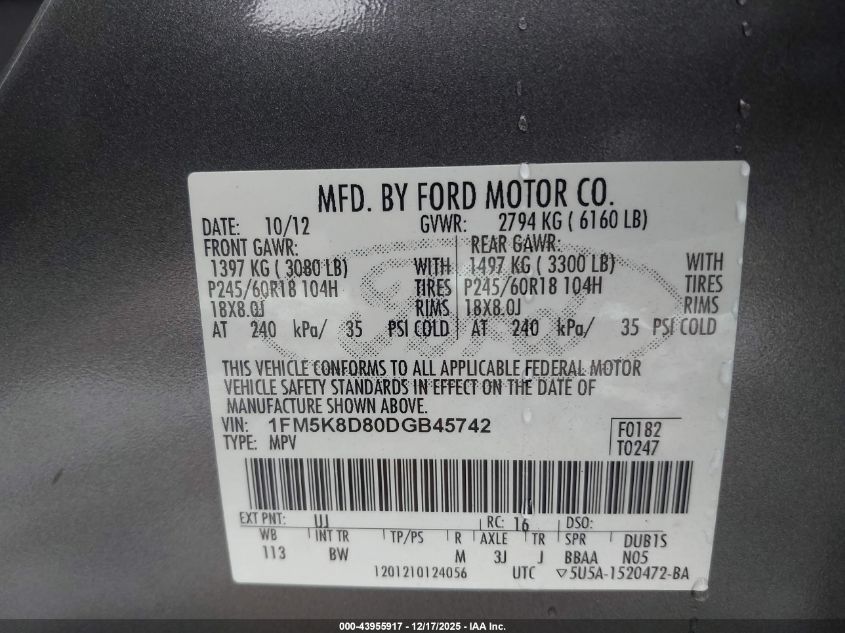 MFD. BY FORD MOTOR CO.
DATE: 10/12 GVWR: 2794 KG ( 6160 LB)
FRONT GAWR: REAR GAWR:
1397 KG ( 3080 LB) WITH 1497 KG ( 3300 LB) WITH
P245/60R18 104H TIRES P245/60R18 104H TIRES
18X8.0J RIMS 18X8.0J RIMS
AT 240 kPa/ 35 PSI COLD AT 240 kPa/ 35 PSI COLD
THIS VEHICLE CONFORMS TO ALL APPLICABLE FEDERAL MOTOR
VEHICLE SAFETY STANDARDS IN EFFECT ON THE DATE OF
MANUFACTURE SHOWN ABOVE.
VIN: 1FM5K8D80DGB45742 F0182
TYPE: MPV T0247
EXT PNT: UJ RC: 16 DSO:
WB INT TR TP/PS R AXLE TR SPR DUB1S
113 BW M 3J J BBAA N05
1201210124056 UTC ▽5U5A-1520472-BA
000-43955917 - 12/17/2025 - IAA Inc.